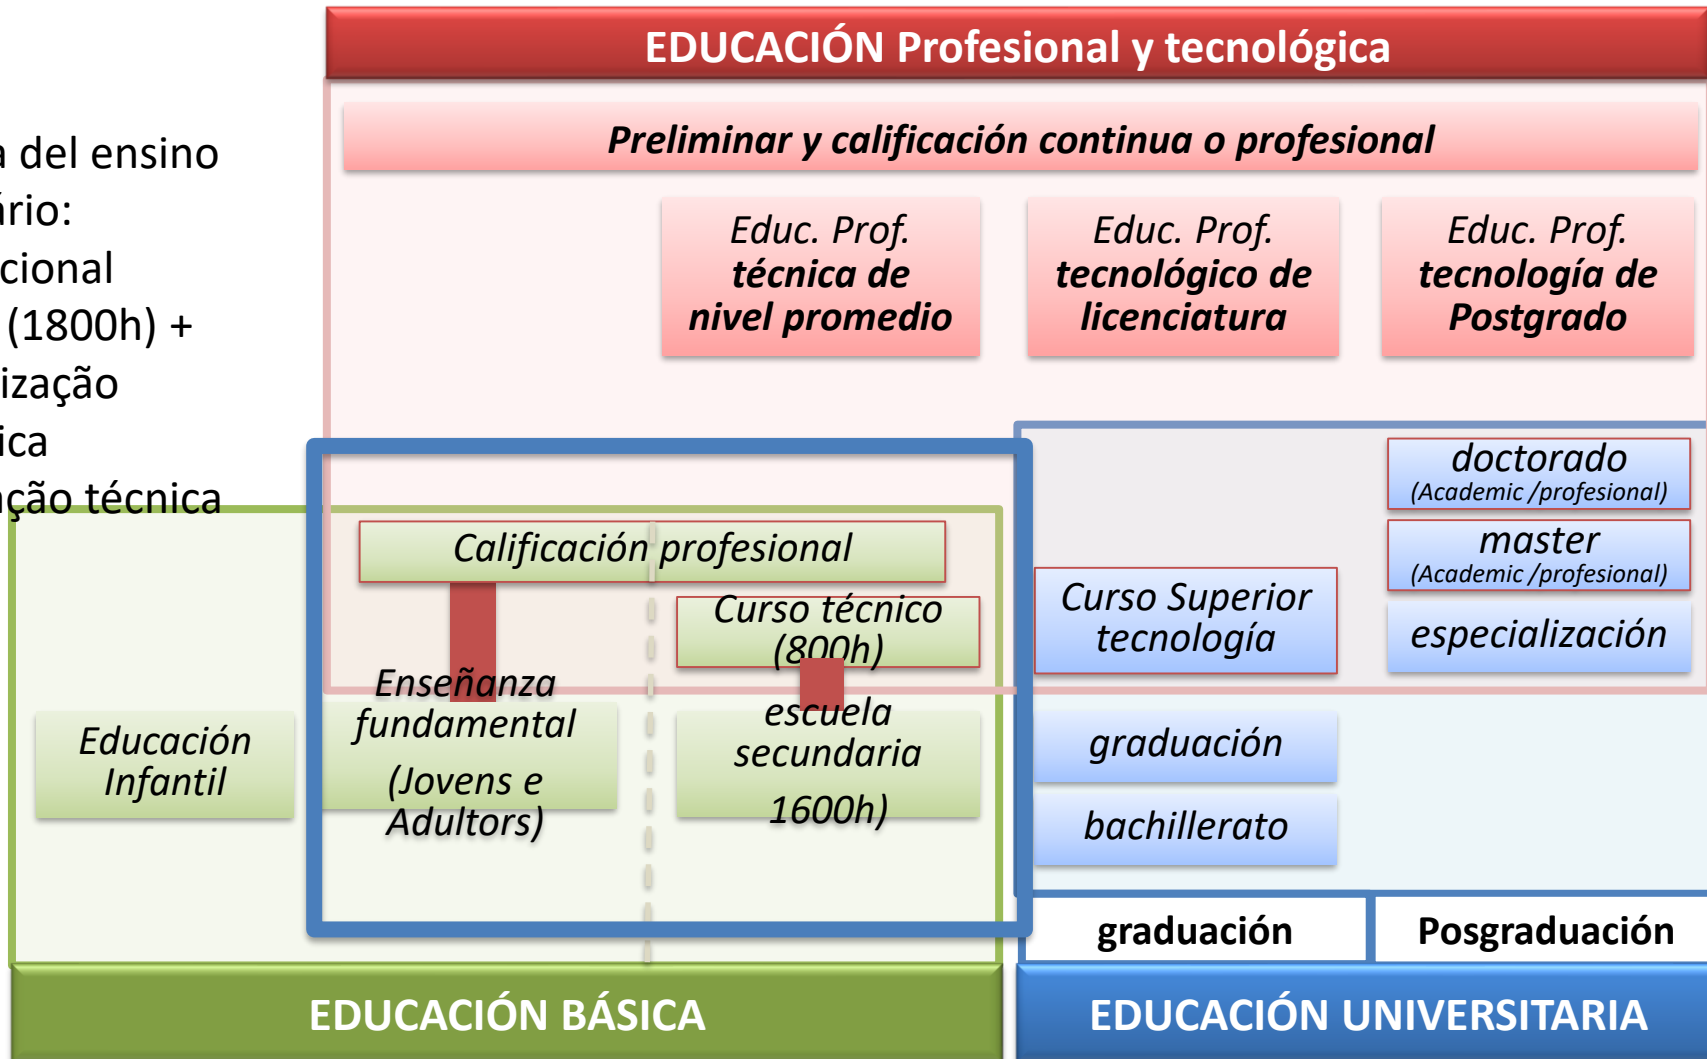 EDUCACIÓN Profesional y tecnológica
Preliminar y calificación continua o profesional
a del ensino
ário:
cional
(1800h) +
ização
ica
ação técnica
Educ. Prof.
técnica de
nivel promedio
Educ. Prof.
tecnológico de
licenciatura
Educ. Prof.
tecnología de
Postgrado
Calificación profesional
Curso técnico
(800h)
Educación
Infantil
Enseñanza
fundamental
(Jovens e
Adultors)
escuela
secundaria
1600h)
Curso Superior
tecnología
graduación
bachillerato
doctorado
(Academic /profesional)
master
(Academic /profesional)
especialización
graduación
Posgraduación
EDUCACIÓN BÁSICA
EDUCACIÓN UNIVERSITARIA